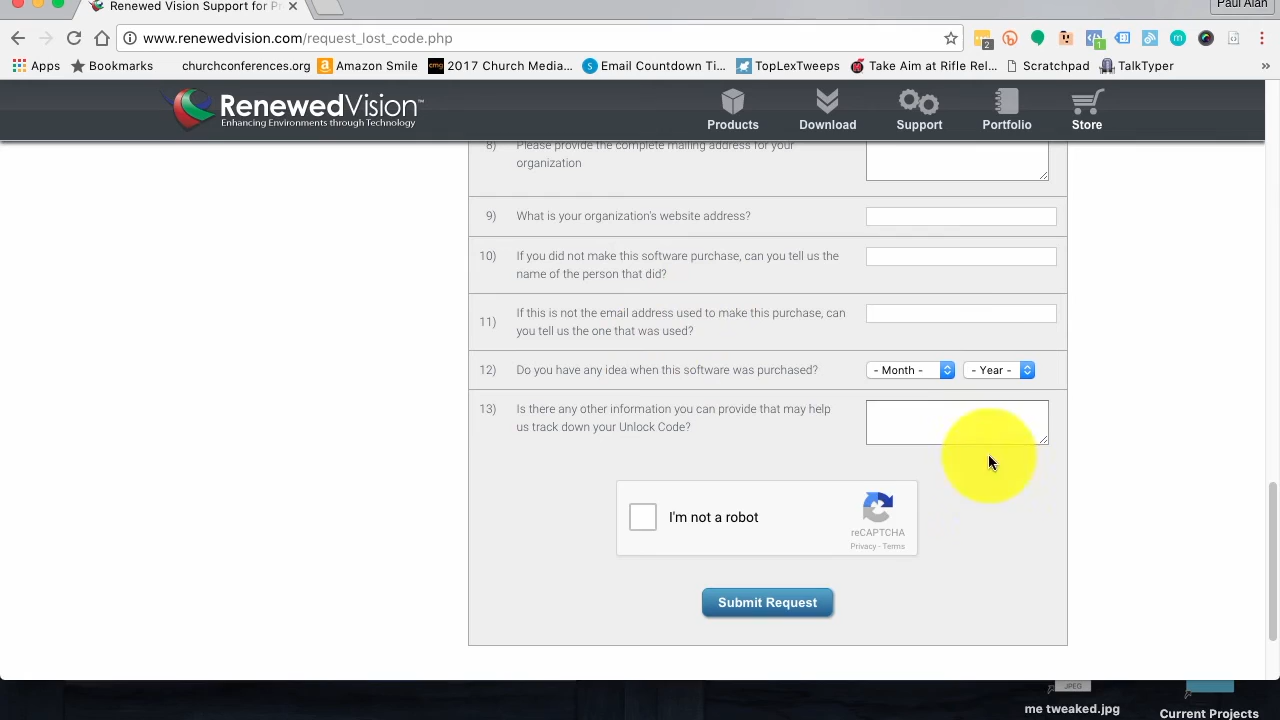 Renewed Vision Support for Pr
Paul Alan
www.renewedvision.com/request_lost_code.php
2
1
Apps
Bookmarks
churchconferences.org
Amazon Smile
cmg
2017 Church Media...
S
Email Countdown Ti...
TopLexTweeps
Take Aim at Rifle Rel...
Scratchpad
TalkTyper
»
RenewedVision™
Enhancing Environments through Technology
Products
Download
Support
Portfolio
Store
8) Please provide the complete mailing address for your
organization
9) What is your organization's website address?
10) If you did not make this software purchase, can you tell us the
name of the person that did?
11) If this is not the email address used to make this purchase, can
you tell us the one that was used?
12) Do you have any idea when this software was purchased?
- Month -
- Year -
13) Is there any other information you can provide that may help
us track down your Unlock Code?
I'm not a robot
reCAPTCHA
Privacy - Terms
Submit Request
JPEG
me tweaked.jpg
Current Projects